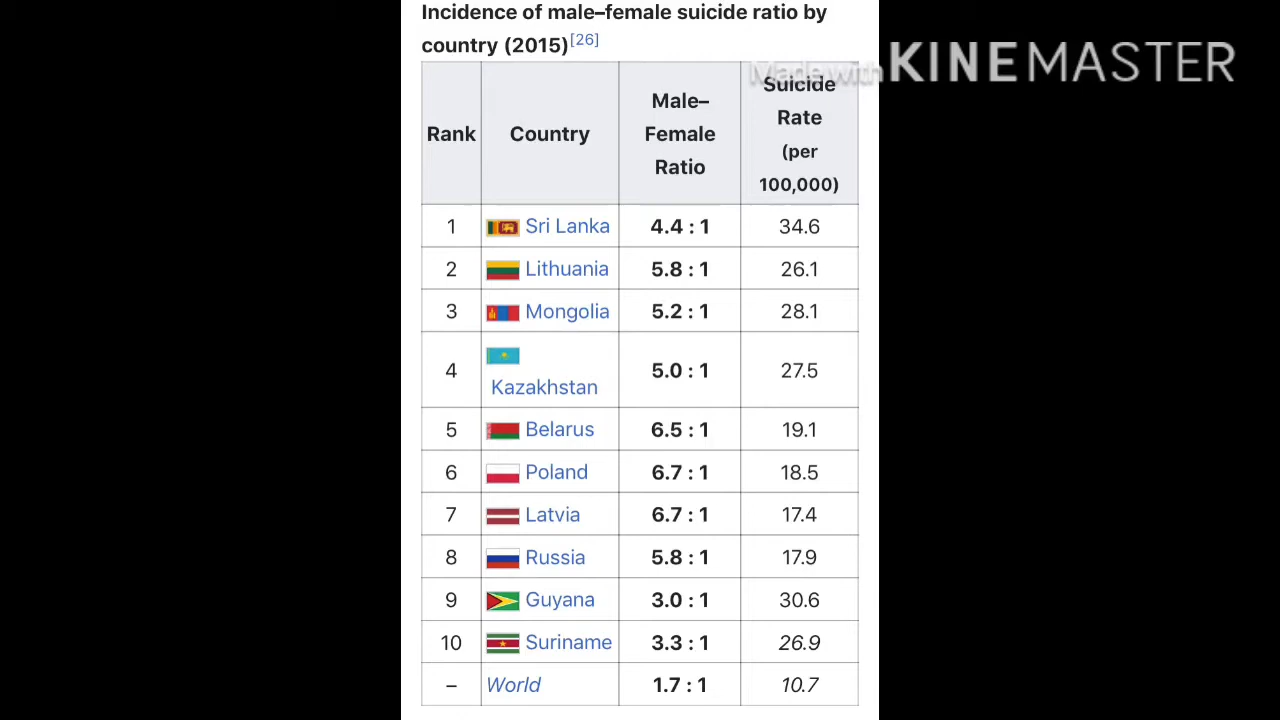 Incidence of male–female suicide ratio by
country (2015)[26]
Made with KINEMASTER
Rank Country Male–Female Ratio Suicide Rate (per 100,000)
1 Sri Lanka 4.4 : 1 34.6
2 Lithuania 5.8 : 1 26.1
3 Mongolia 5.2 : 1 28.1
4 Kazakhstan 5.0 : 1 27.5
5 Belarus 6.5 : 1 19.1
6 Poland 6.7 : 1 18.5
7 Latvia 6.7 : 1 17.4
8 Russia 5.8 : 1 17.9
9 Guyana 3.0 : 1 30.6
10 Suriname 3.3 : 1 26.9
– World 1.7 : 1 10.7